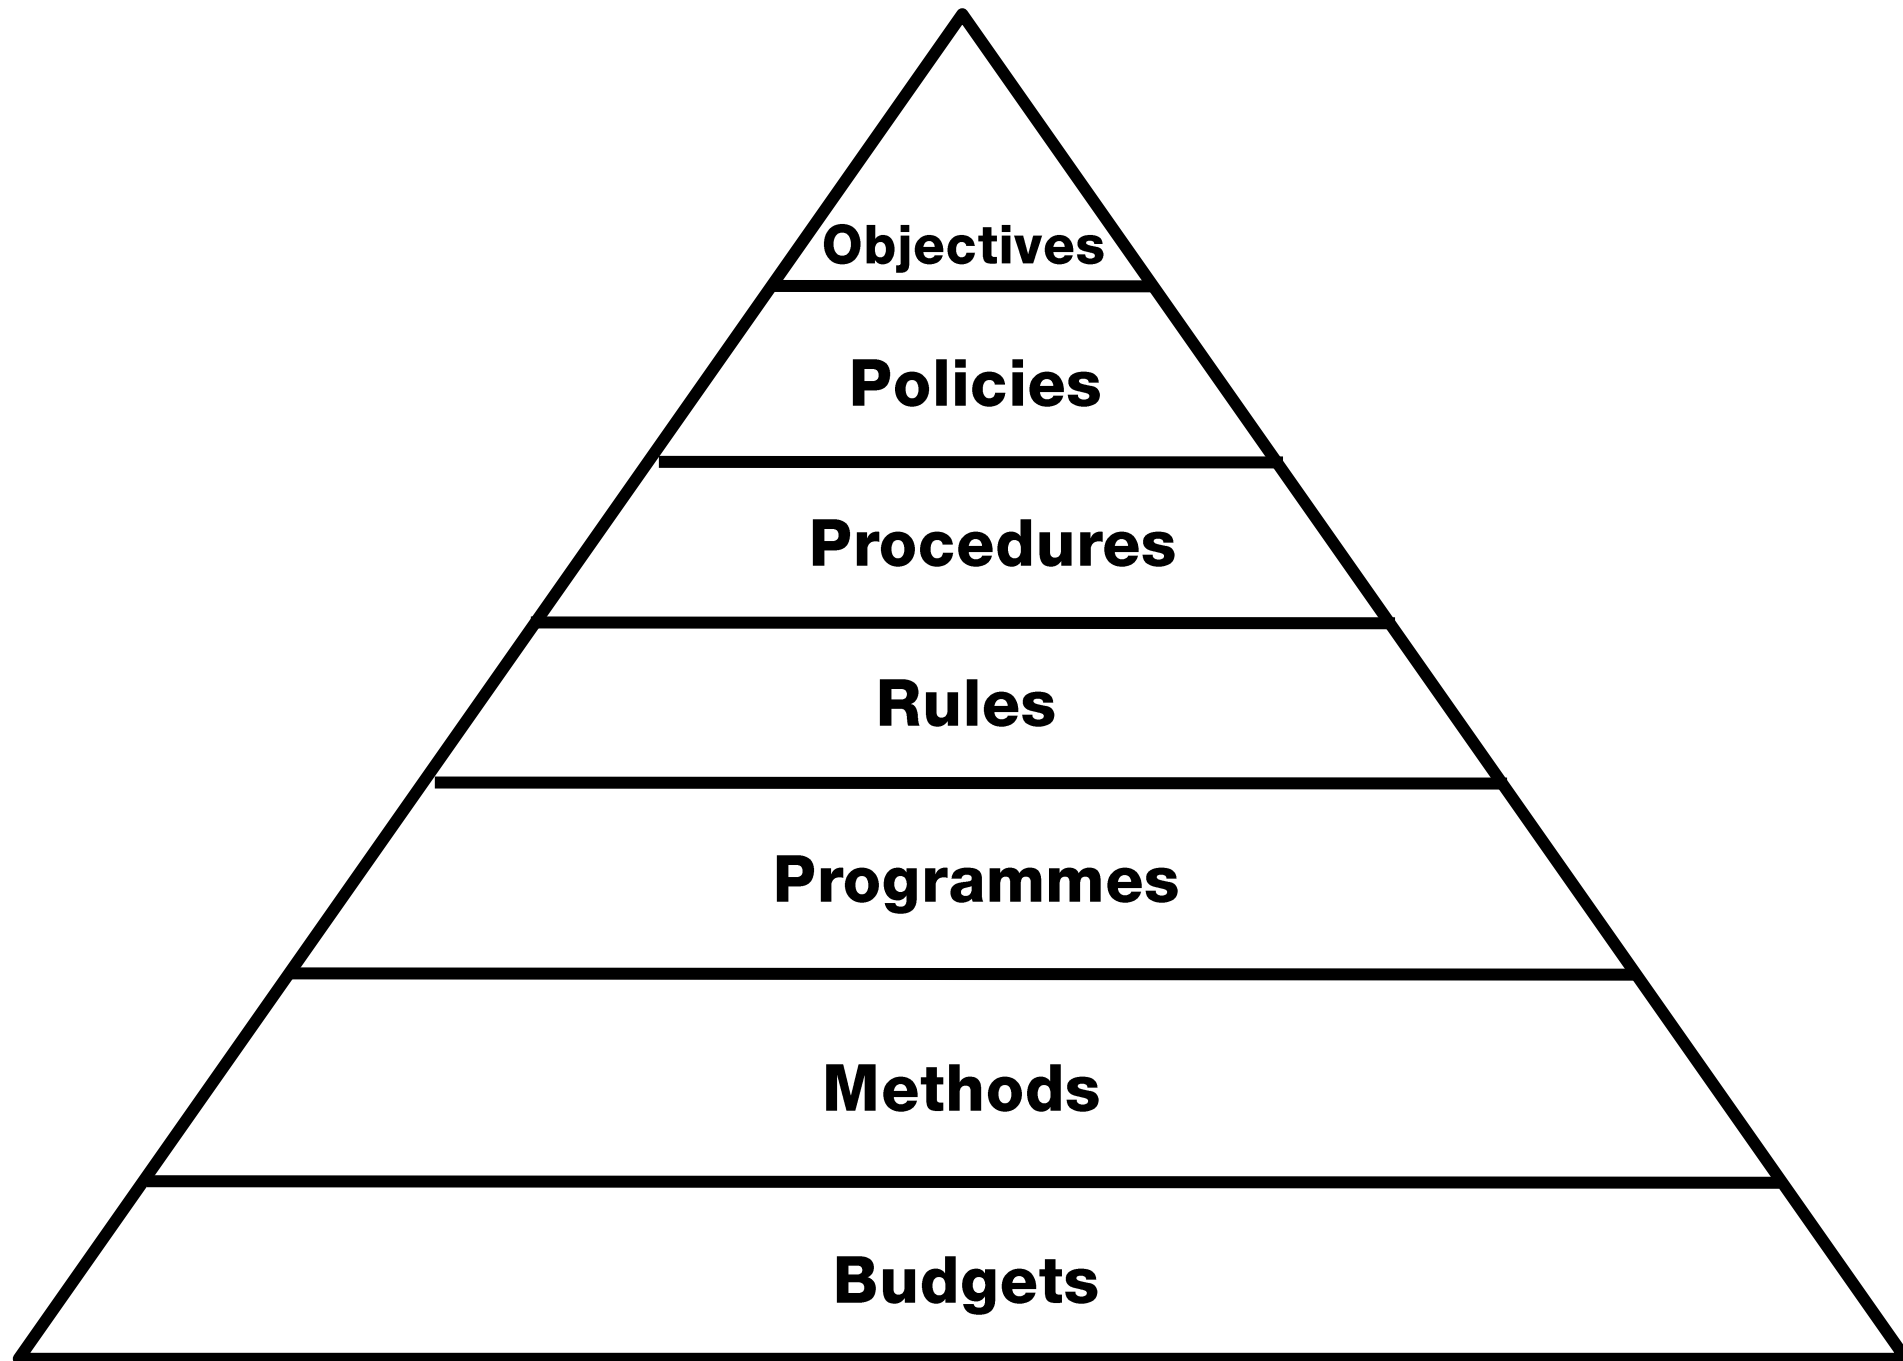 Objectives
Policies
Procedures
Rules
Programmes
Methods
Budgets